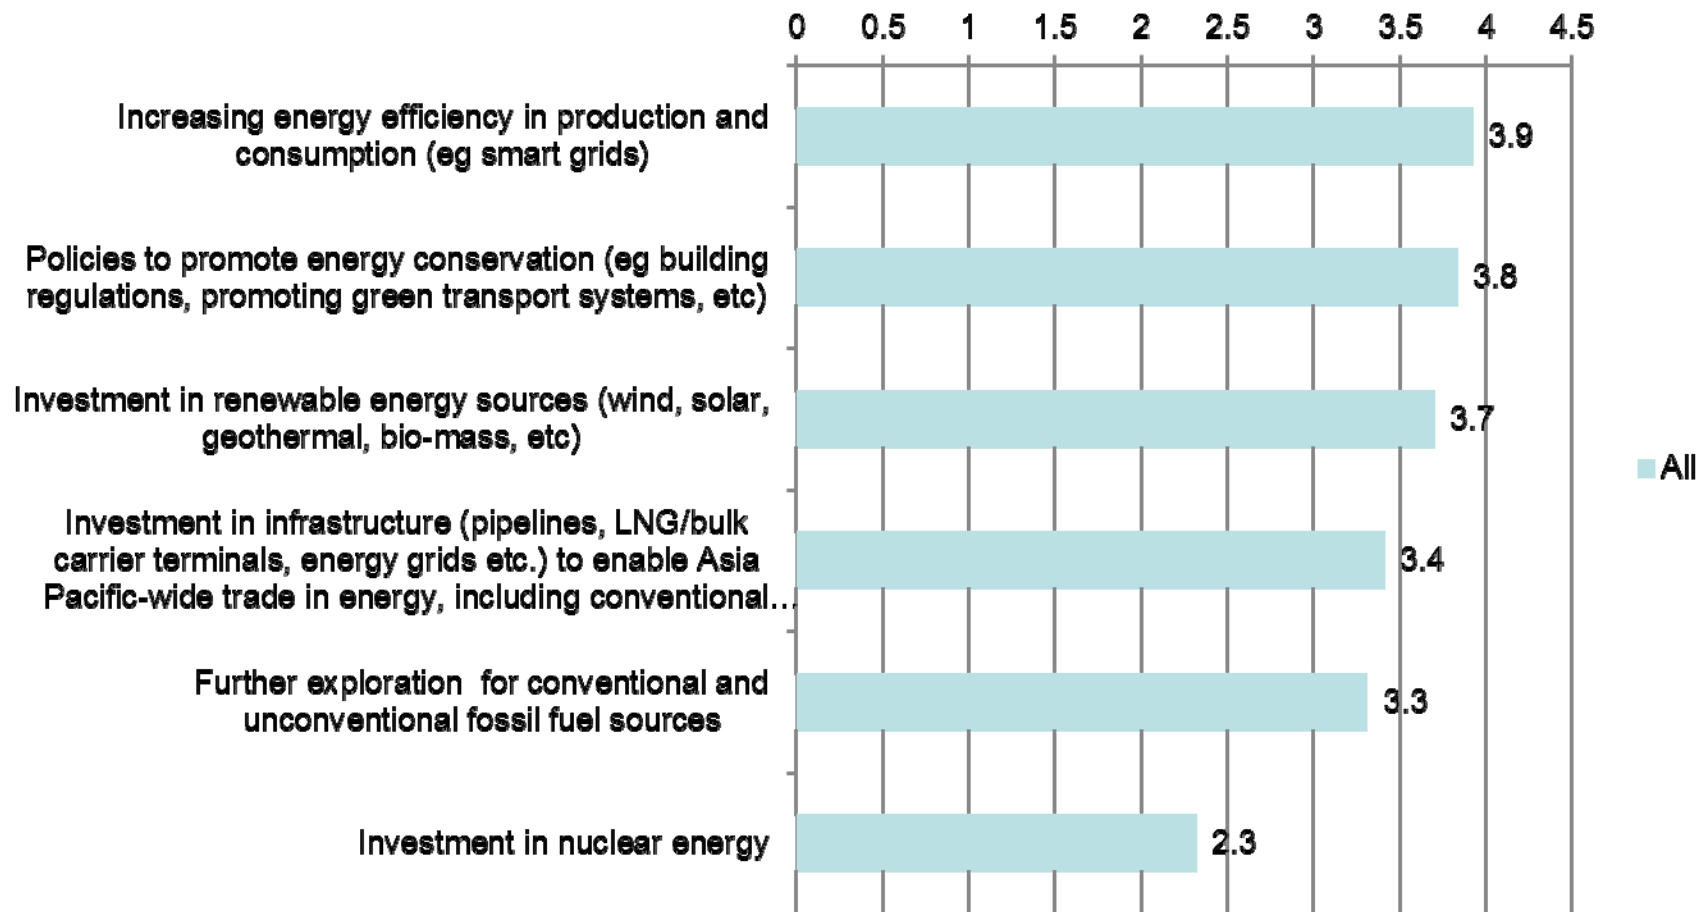 0 0.5 1 1.5 2 2.5 3 3.5 4 4.5
Increasing energy efficiency in production and
consumption (eg smart grids)
3.9
Policies to promote energy conservation (eg building
regulations, promoting green transport systems, etc)
3.8
Investment in renewable energy sources (wind, solar,
geothermal, bio-mass, etc)
3.7
All
Investment in infrastructure (pipelines, LNG/bulk
carrier terminals, energy grids etc.) to enable Asia
Pacific-wide trade in energy, including conventional…
3.4
Further exploration  for conventional and
unconventional fossil fuel sources
3.3
Investment in nuclear energy
2.3